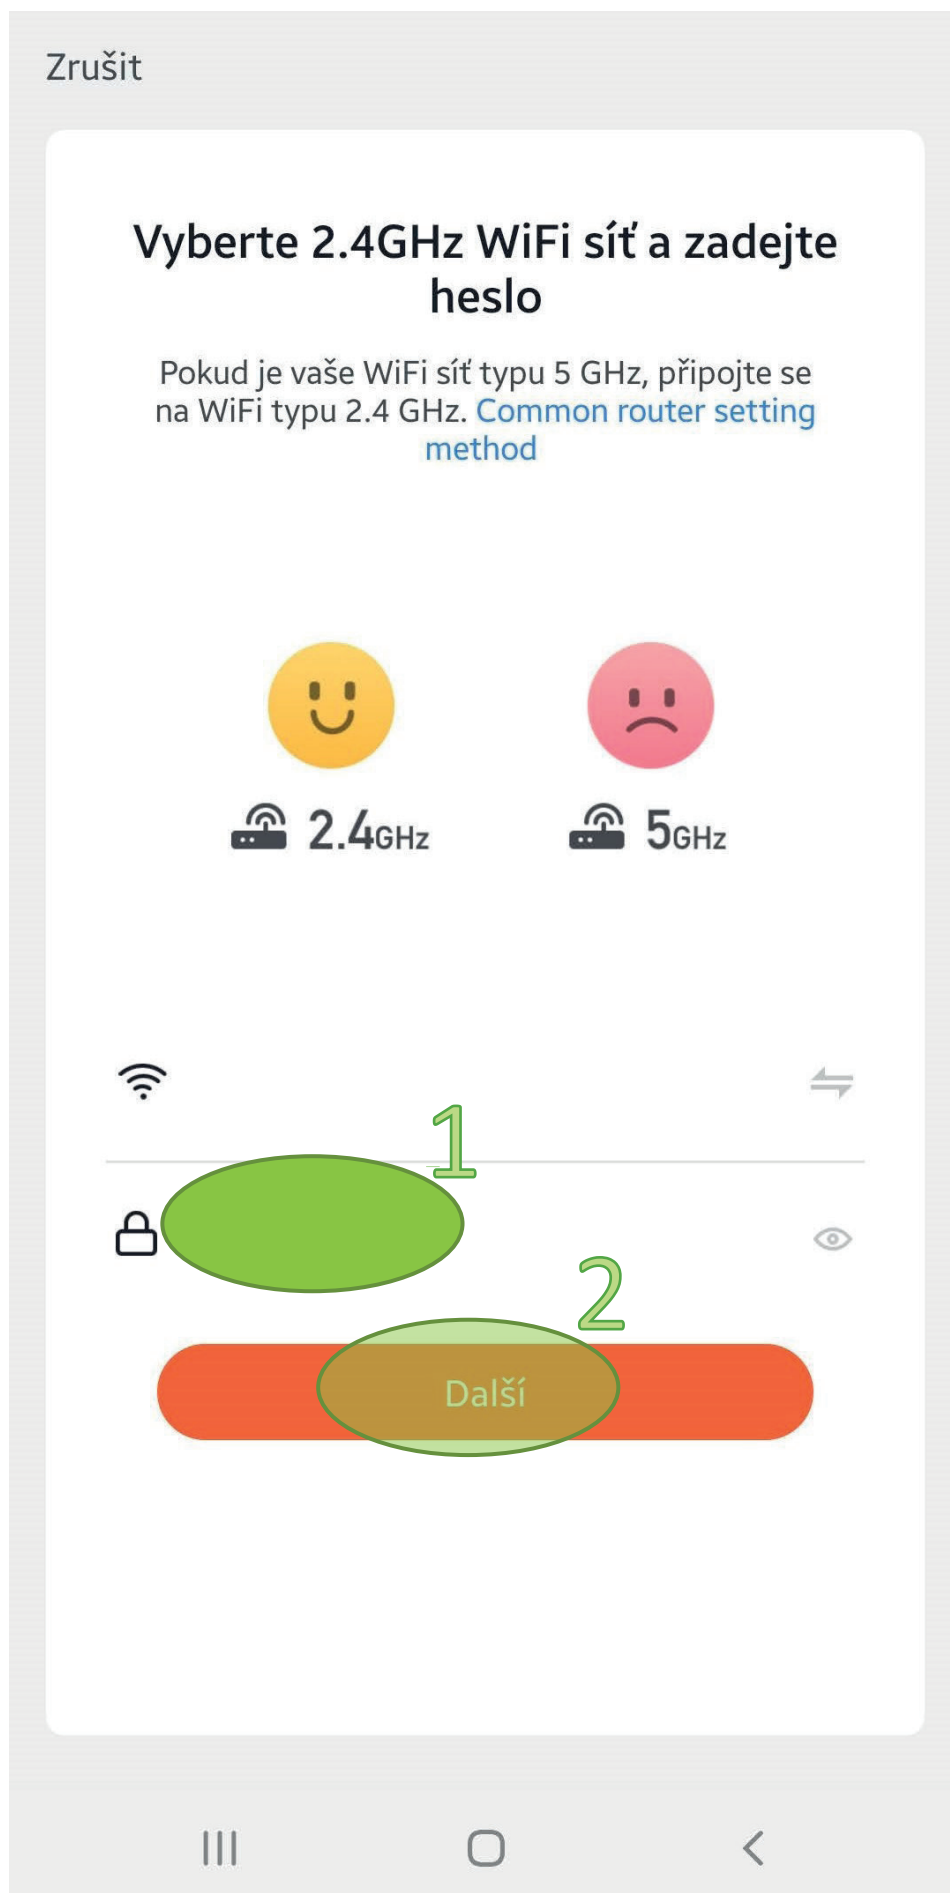 Zrušit
Vyberte 2.4GHz WiFi síť a zadejte
heslo
Pokud je vaše WiFi síť typu 5 GHz, připojte se
na WiFi typu 2.4 GHz. Common router setting
method
2.4GHz 5GHz
1
2
Další